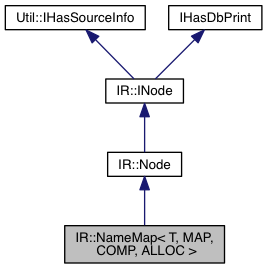 Util::IHasSourceInfo
IHasDbPrint
IR::INode
IR::Node
IR::NameMap< T, MAP,
COMP, ALLOC >